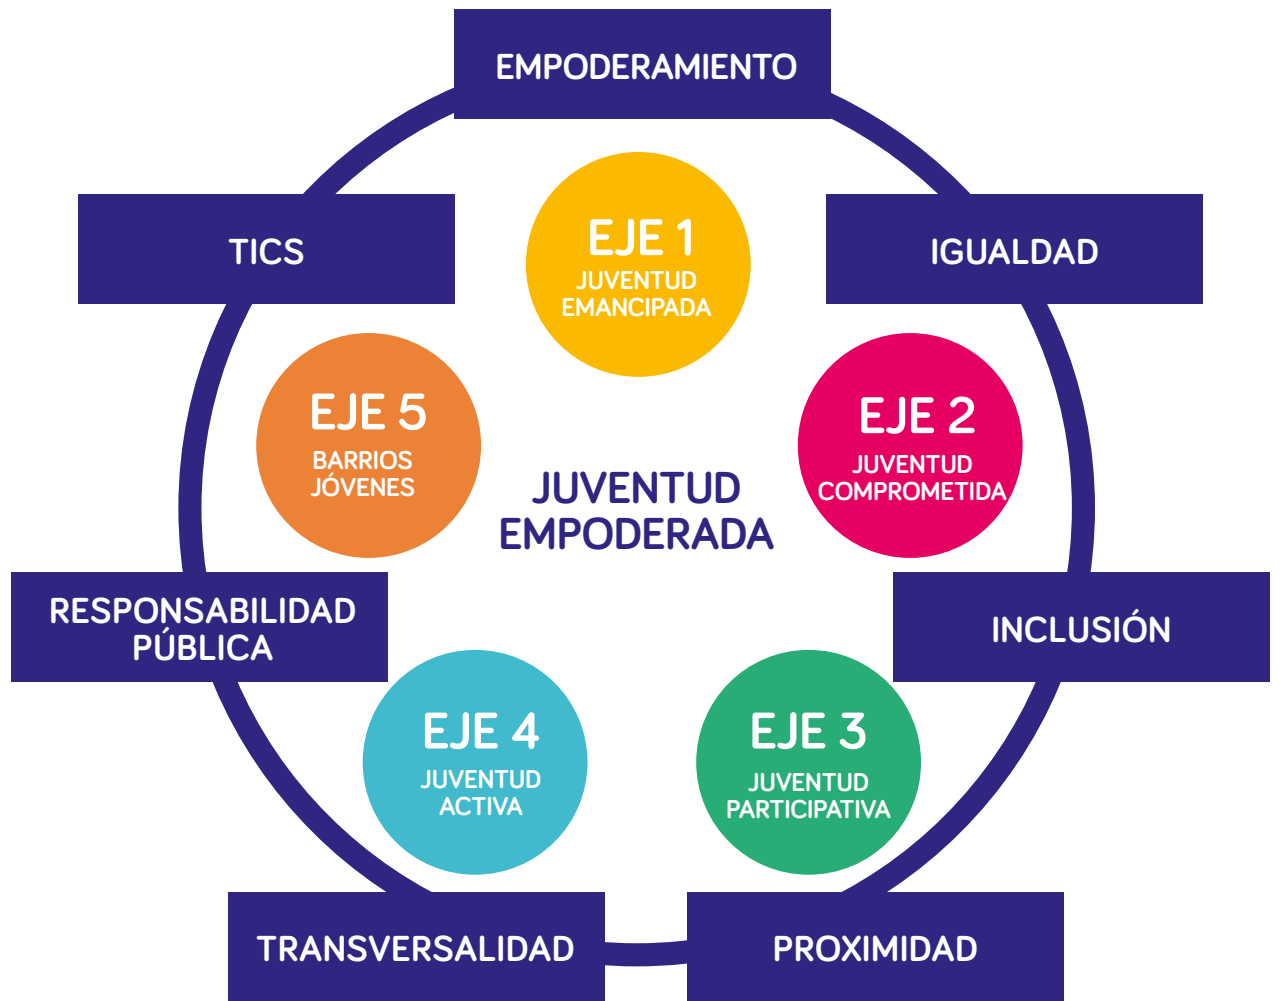 EMPODERAMIENTO
TICS
IGUALDAD
EJE 1
JUVENTUD
EMANCIPADA
EJE 5
BARRIOS
JÓVENES
EJE 2
JUVENTUD
COMPROMETIDA
JUVENTUD
EMPODERADA
RESPONSABILIDAD
PÚBLICA
INCLUSIÓN
EJE 4
JUVENTUD
ACTIVA
EJE 3
JUVENTUD
PARTICIPATIVA
TRANSVERSALIDAD
PROXIMIDAD